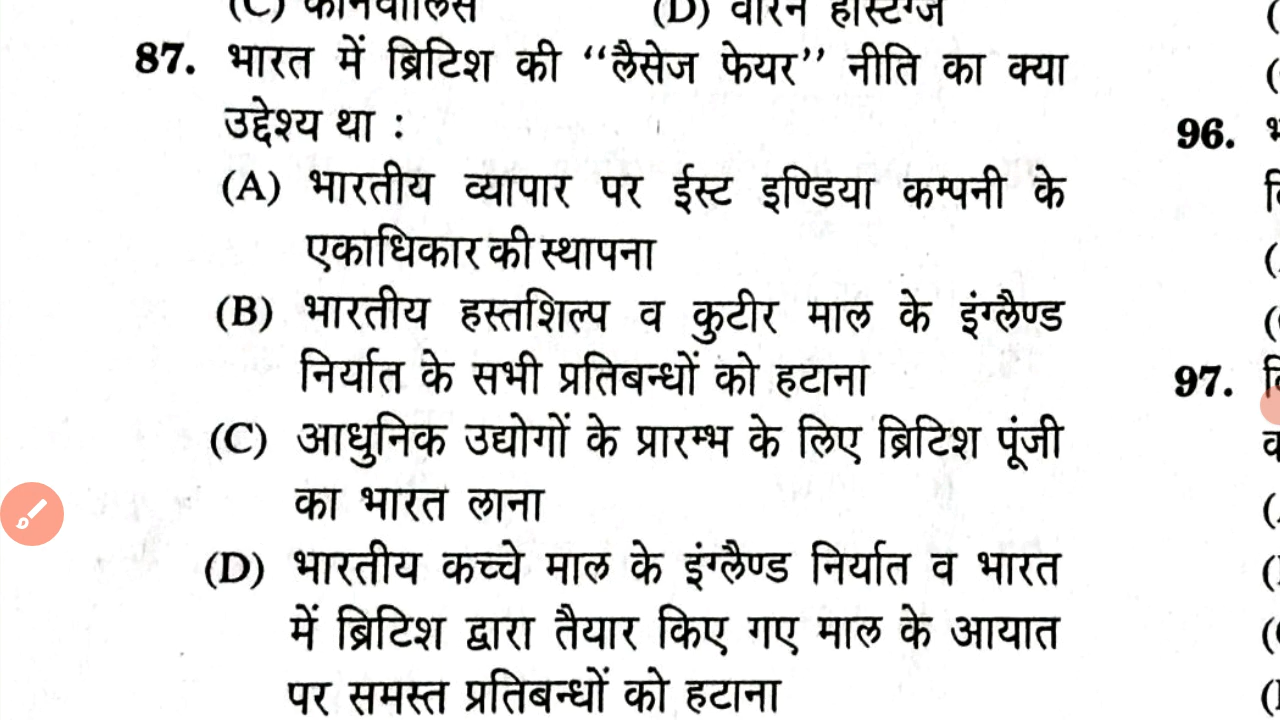 (C) कॉर्नवॉलिस (D) वारेन हेस्टिंग्ज
87. भारत में ब्रिटिश की “लैसेज फेयर” नीति का क्या
उद्देश्य था :
(A) भारतीय व्यापार पर ईस्ट इण्डिया कम्पनी के
एकाधिकार की स्थापना
(B) भारतीय हस्तशिल्प व कुटीर माल के इंग्लैण्ड
निर्यात के सभी प्रतिबन्धों को हटाना
(C) आधुनिक उद्योगों के प्रारम्भ के लिए ब्रिटिश पूंजी
का भारत लाना
(D) भारतीय कच्चे माल के इंग्लैण्ड निर्यात व भारत
में ब्रिटिश द्वारा तैयार किए गए माल के आयात
पर समस्त प्रतिबन्धों को हटाना
96.
97.